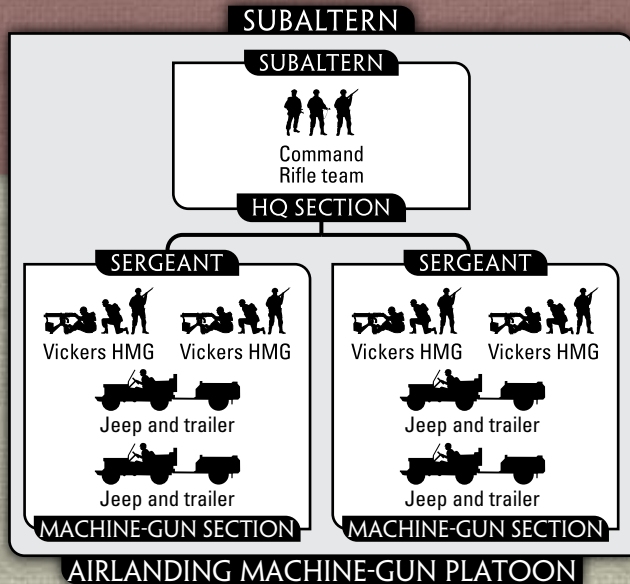 SUBALTERN
SUBALTERN
Command
Rifle team
HQ SECTION
SERGEANT
Vickers HMG Vickers HMG
Jeep and trailer
Jeep and trailer
MACHINE-GUN SECTION
SERGEANT
Vickers HMG Vickers HMG
Jeep and trailer
Jeep and trailer
MACHINE-GUN SECTION
AIRLANDING MACHINE-GUN PLATOON